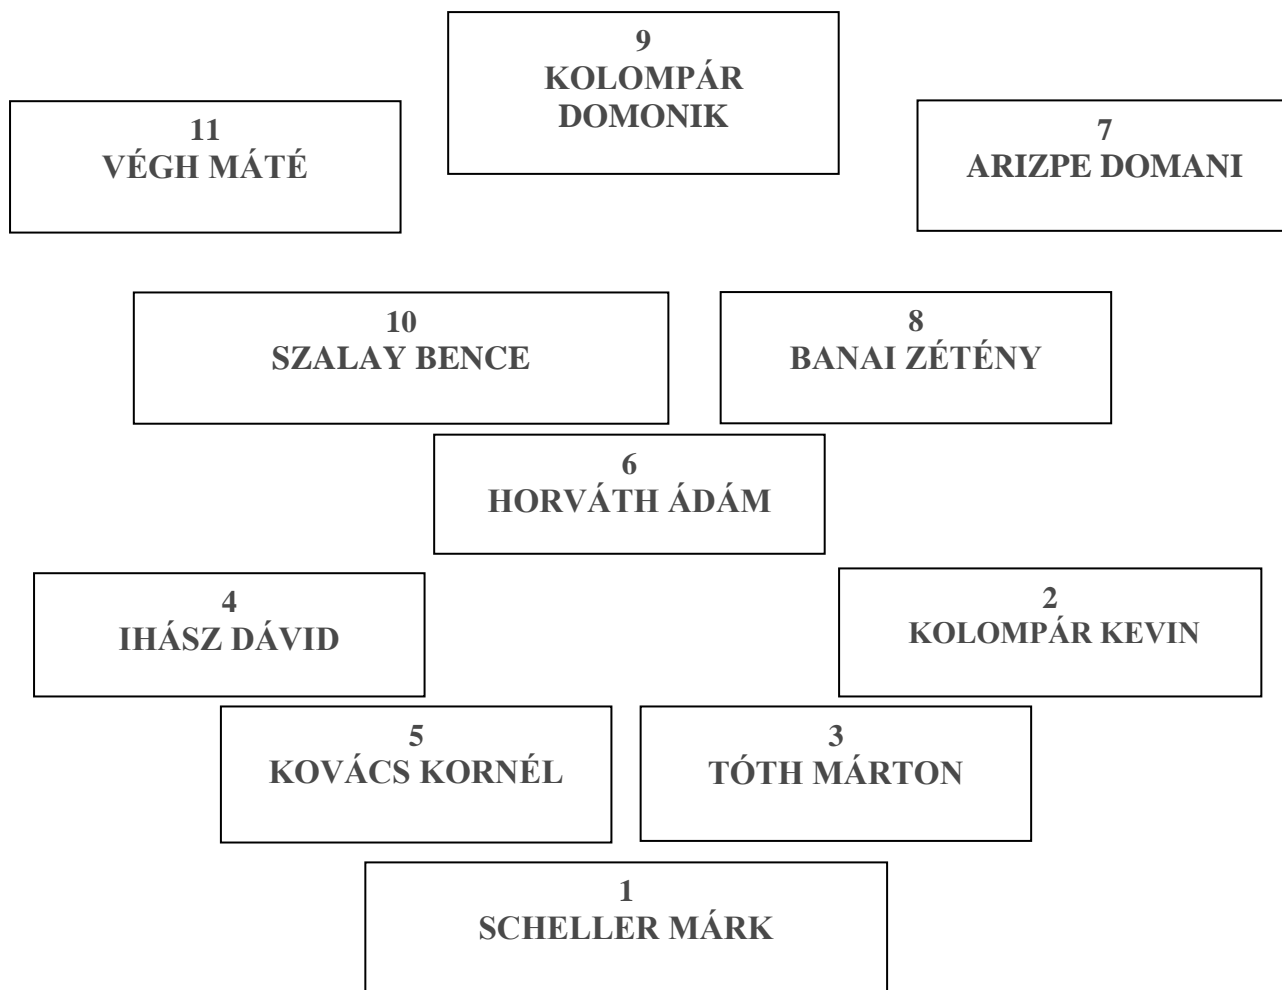 9
KOLOMPÁR
DOMONIK
11
VÉGH MÁTÉ
7
ARIZPE DOMANI
10
SZALAY BENCE
8
BANAI ZÉTÉNY
6
HORVÁTH ÁDÁM
4
IHÁSZ DÁVID
2
KOLOMPÁR KEVIN
5
KOVÁCS KORNÉL
3
TÓTH MÁRTON
1
SCHELLER MÁRK